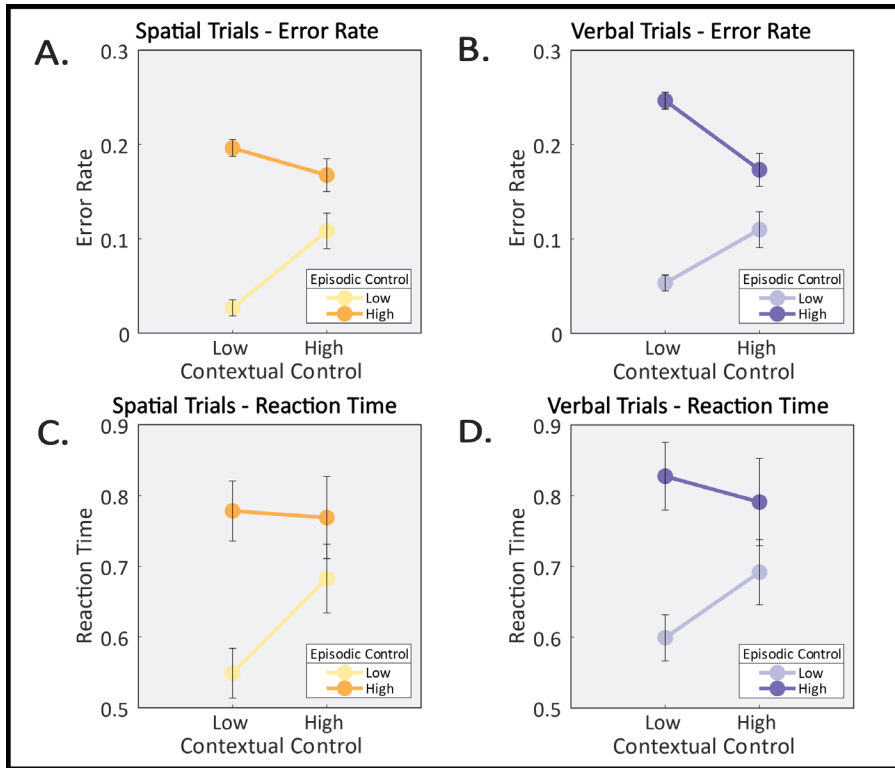 A.
Spatial Trials - Error Rate
0.3
0.2
0.1
0
Error Rate
Low
High
Contextual Control
Episodic Control
Low
High
B.
Verbal Trials - Error Rate
0.3
0.2
0.1
0
Error Rate
Low
High
Contextual Control
Episodic Control
Low
High
C.
Spatial Trials - Reaction Time
0.9
0.8
0.7
0.6
0.5
Reaction Time
Low
High
Contextual Control
Episodic Control
Low
High
D.
Verbal Trials - Reaction Time
0.9
0.8
0.7
0.6
0.5
Reaction Time
Low
High
Contextual Control
Episodic Control
Low
High